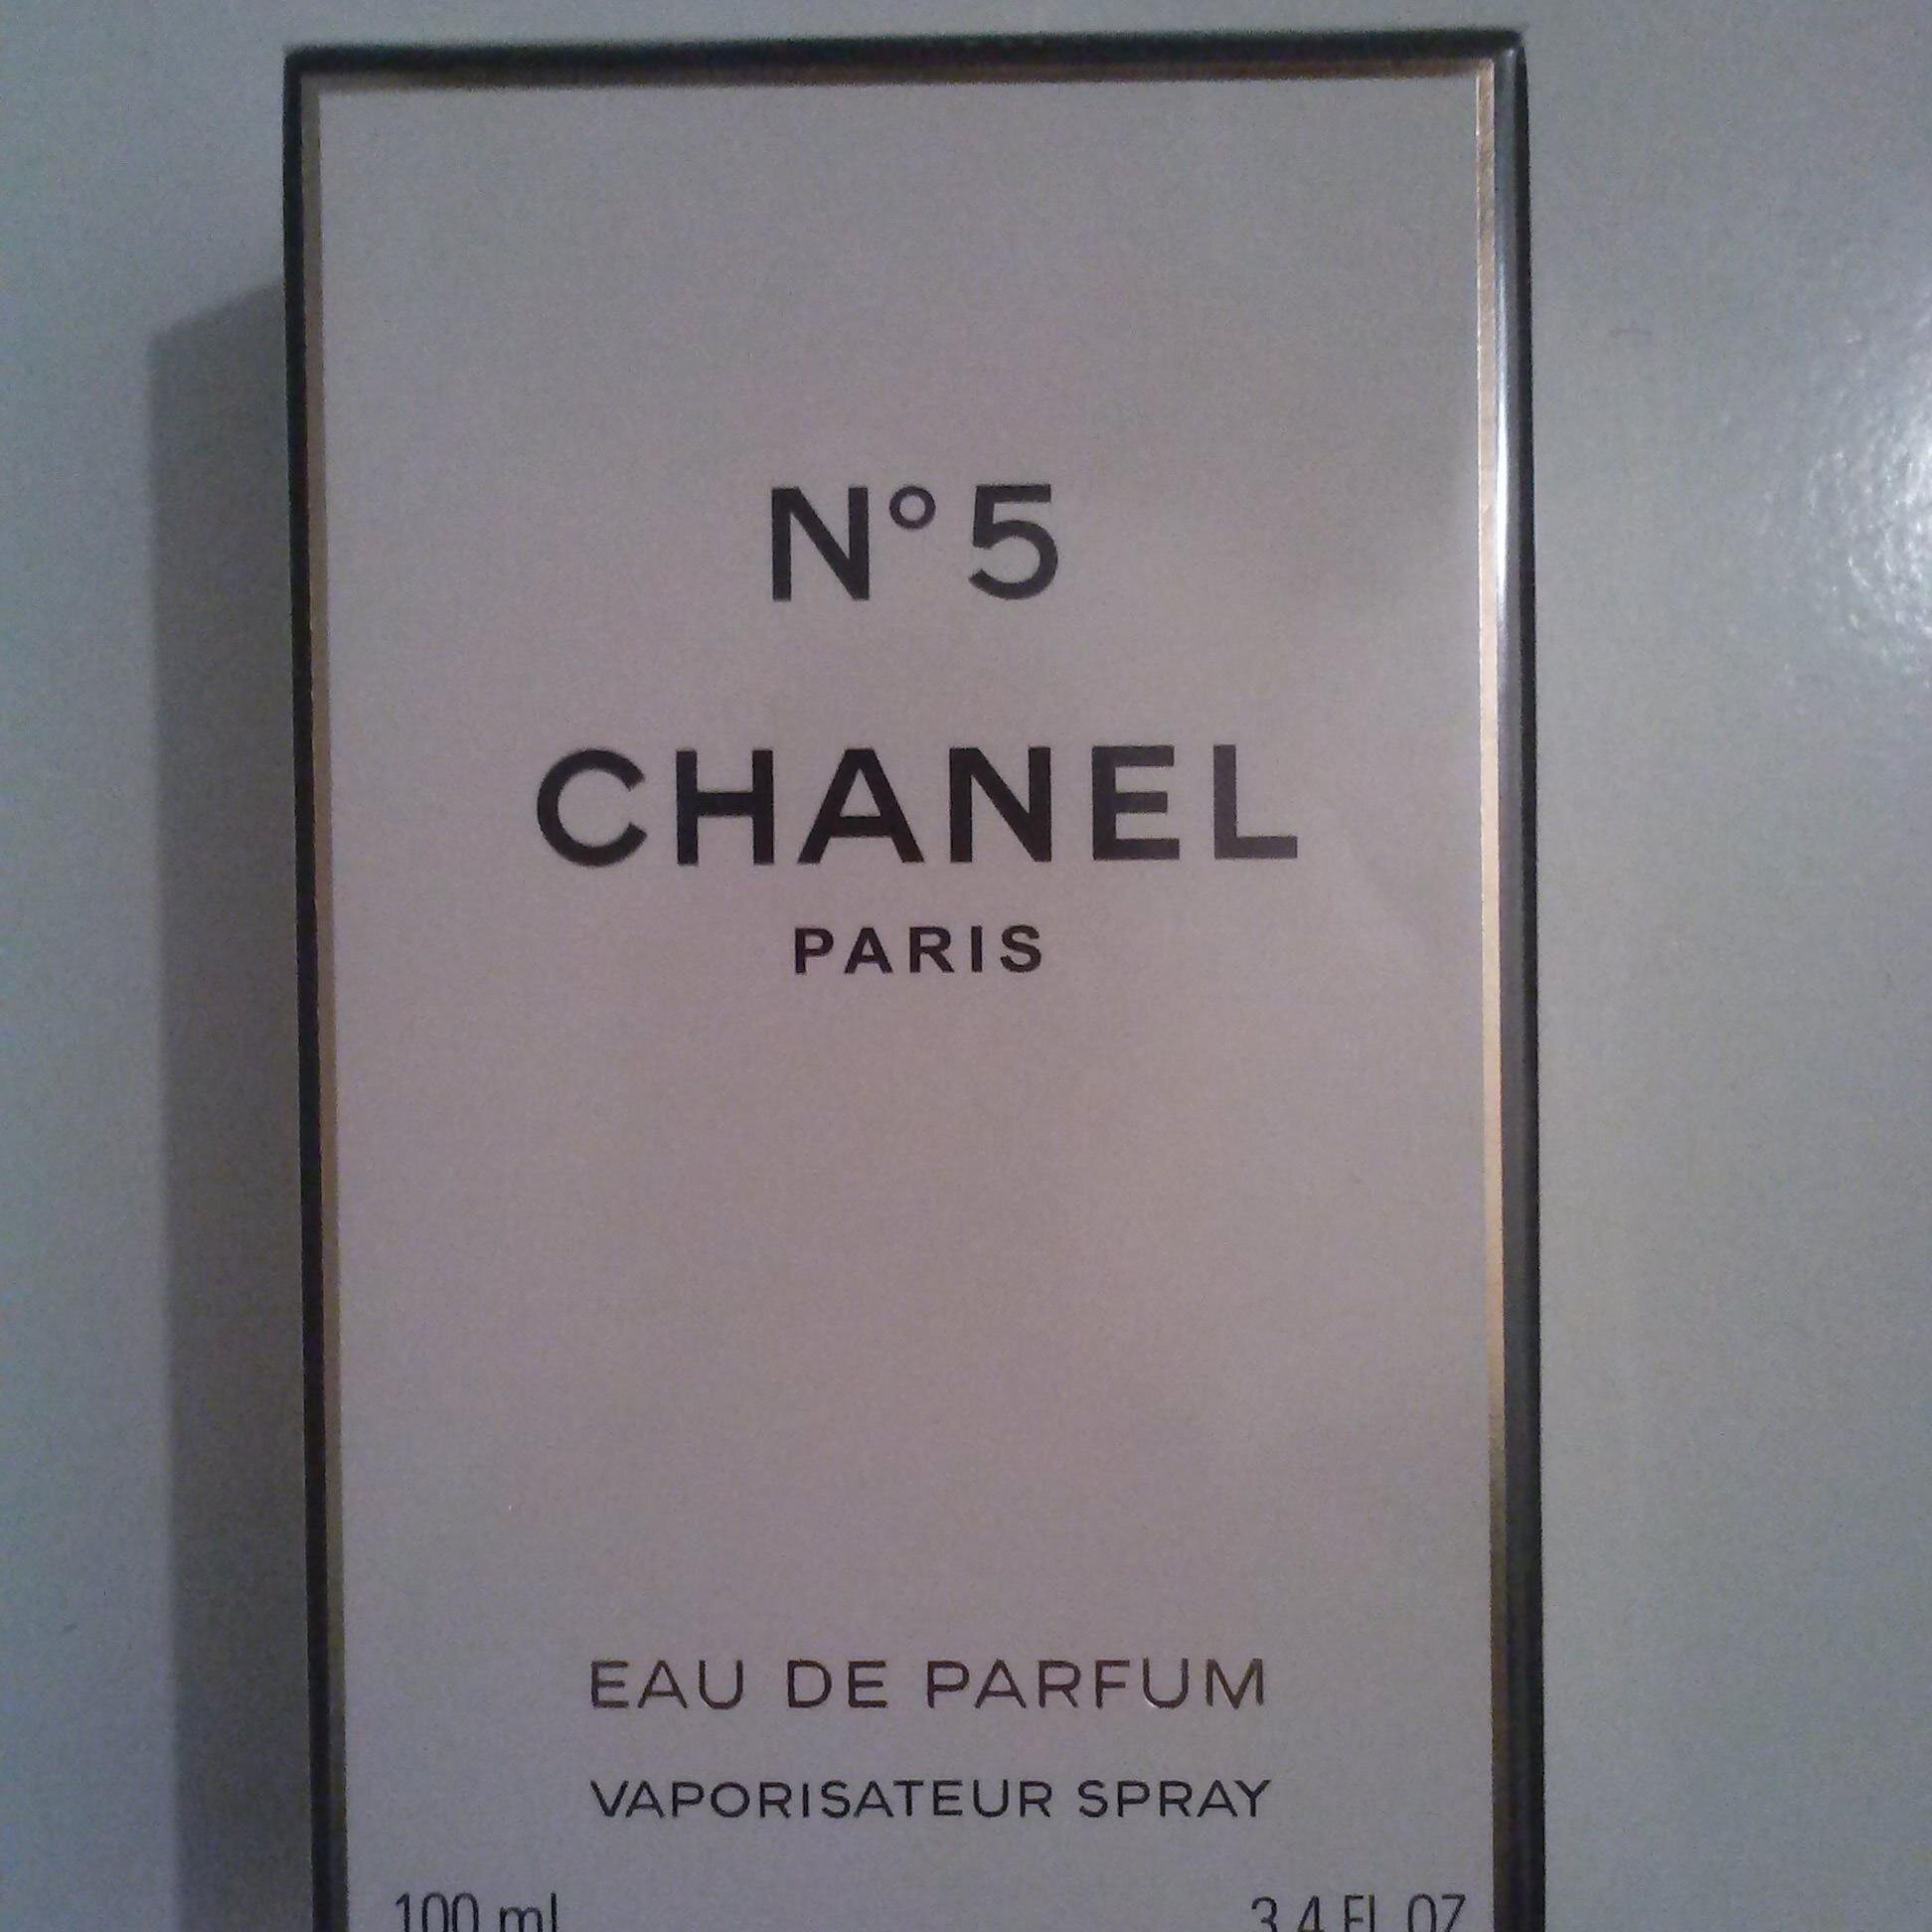 N°5
CHANEL
PARIS
EAU DE PARFUM
VAPORISATEUR SPRAY
100 ml 3.4 FL. OZ